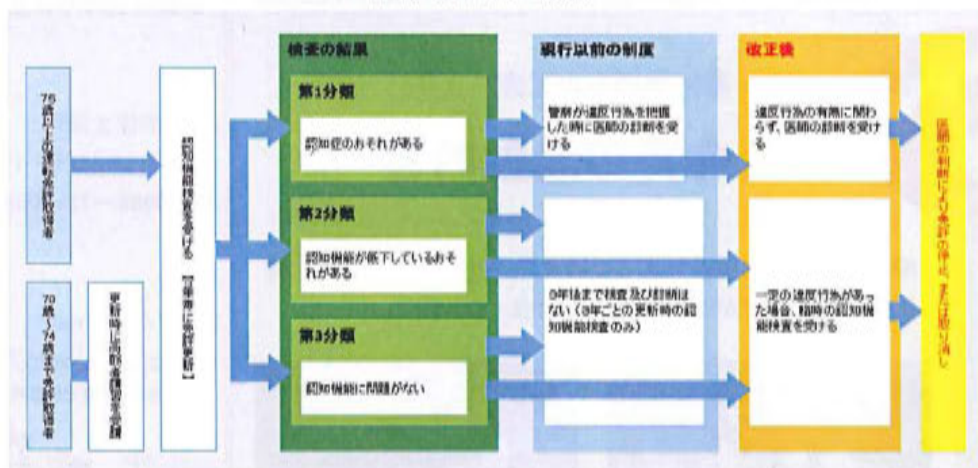 75歳以上の運転免許取得者
70歳～74歳まで免許取得者
更新時に高齢者講習を受講
認知機能検査を受ける【3年毎に免許更新】
検査の結果
第1分類
認知症のおそれがある
第2分類
認知機能が低下しているおそ
れがある
第3分類
認知機能に問題がない
現行以前の制度
警察が違反行為を把握
した時に医師の診断を受
ける
3年後まで検査及び診断は
ない（3年ごとの更新時の認
知機能検査のみ）
改正後
違反行為の有無に関わ
らず、医師の診断を受け
る
一定の違反行為があっ
た場合、臨時の認知機
能検査を受ける
医師の判断により免許の停止、または取り消し